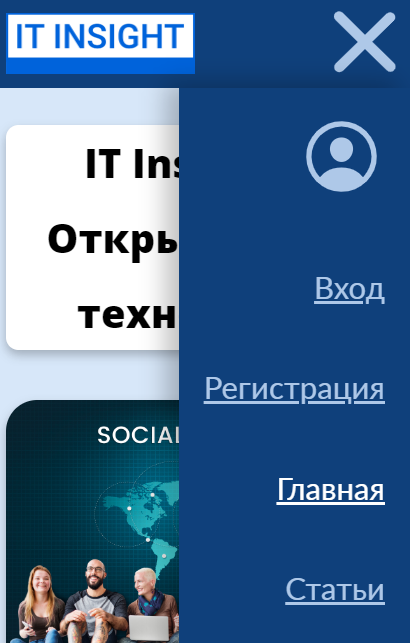 IT INSIGHT
IT Ins
Откры
техн
SOCIAL
Вход
Регистрация
Главная
Статьи